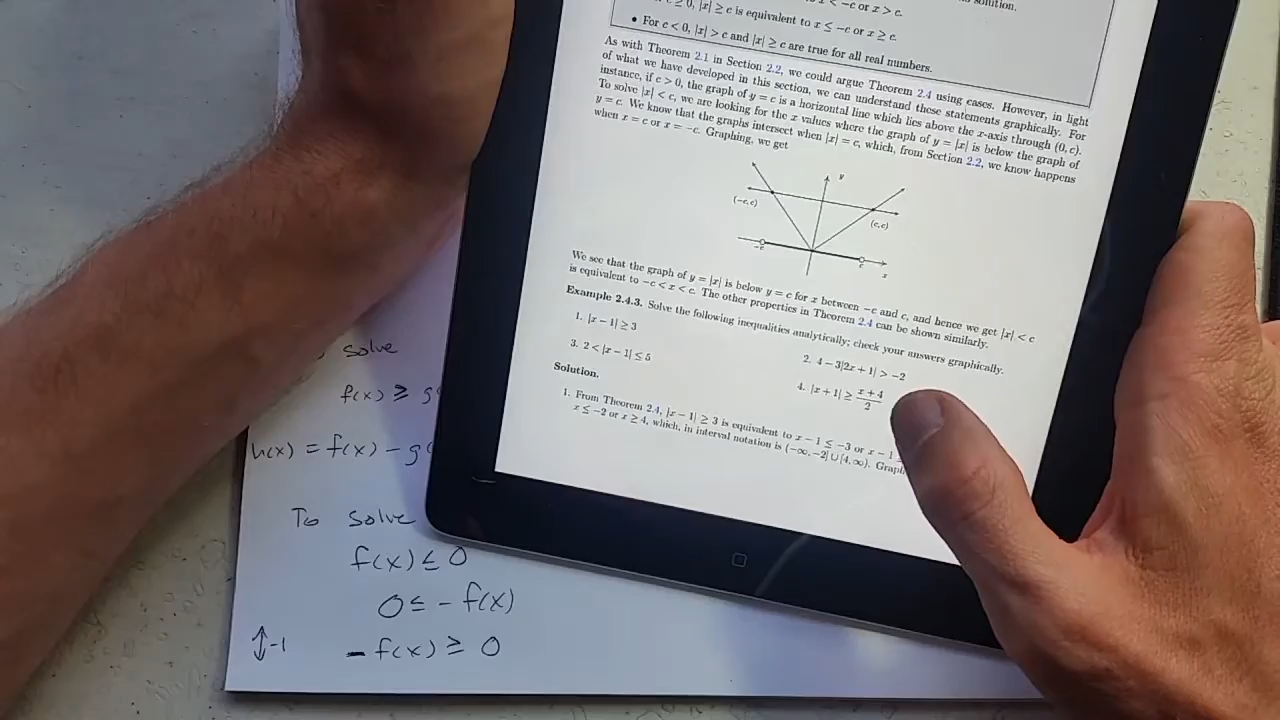 solution.
x < −c or x > c.
c ≥ 0, |x| ≥ c is equivalent to x ≤ −c or x ≥ c.
• For c < 0, |x| > c and |x| ≥ c are true for all real numbers.
As with Theorem 2.1 in Section 2.2, we could argue Theorem 2.4 using cases. However, in light
of what we have developed in this section, we can understand these statements graphically. For
instance, if c > 0, the graph of y = c is a horizontal line which lies above the x-axis through (0, c).
To solve |x| < c, we are looking for the x values where the graph of y = |x| is below the graph of
y = c. We know that the graphs intersect when |x| = c, which, from Section 2.2, we know happens
when x = c or x = −c. Graphing, we get
y
(−c, c)
(c, c)
−c
c
x
We see that the graph of y = |x| is below y = c for x between −c and c, and hence we get |x| < c
is equivalent to −c < x < c. The other properties in Theorem 2.4 can be shown similarly.
Example 2.4.3. Solve the following inequalities analytically; check your answers graphically.
1. |x − 1| ≥ 3
2. 4 − 3|2x + 1| > −2
3. 2 < |x − 1| ≤ 5
4. |x + 1| ≥ (x + 4)/2
Solution.
1. From Theorem 2.4, |x − 1| ≥ 3 is equivalent to x − 1 ≤ −3 or x − 1
x ≤ −2 or x ≥ 4, which, in interval notation is (−∞, −2] ∪ [4, ∞). Graph
solve
f(x) ≥ g
h(x) = f(x) − g
To solve
f(x) ≤ 0
0 ≤ − f(x)
↕-1 − f(x) ≥ 0